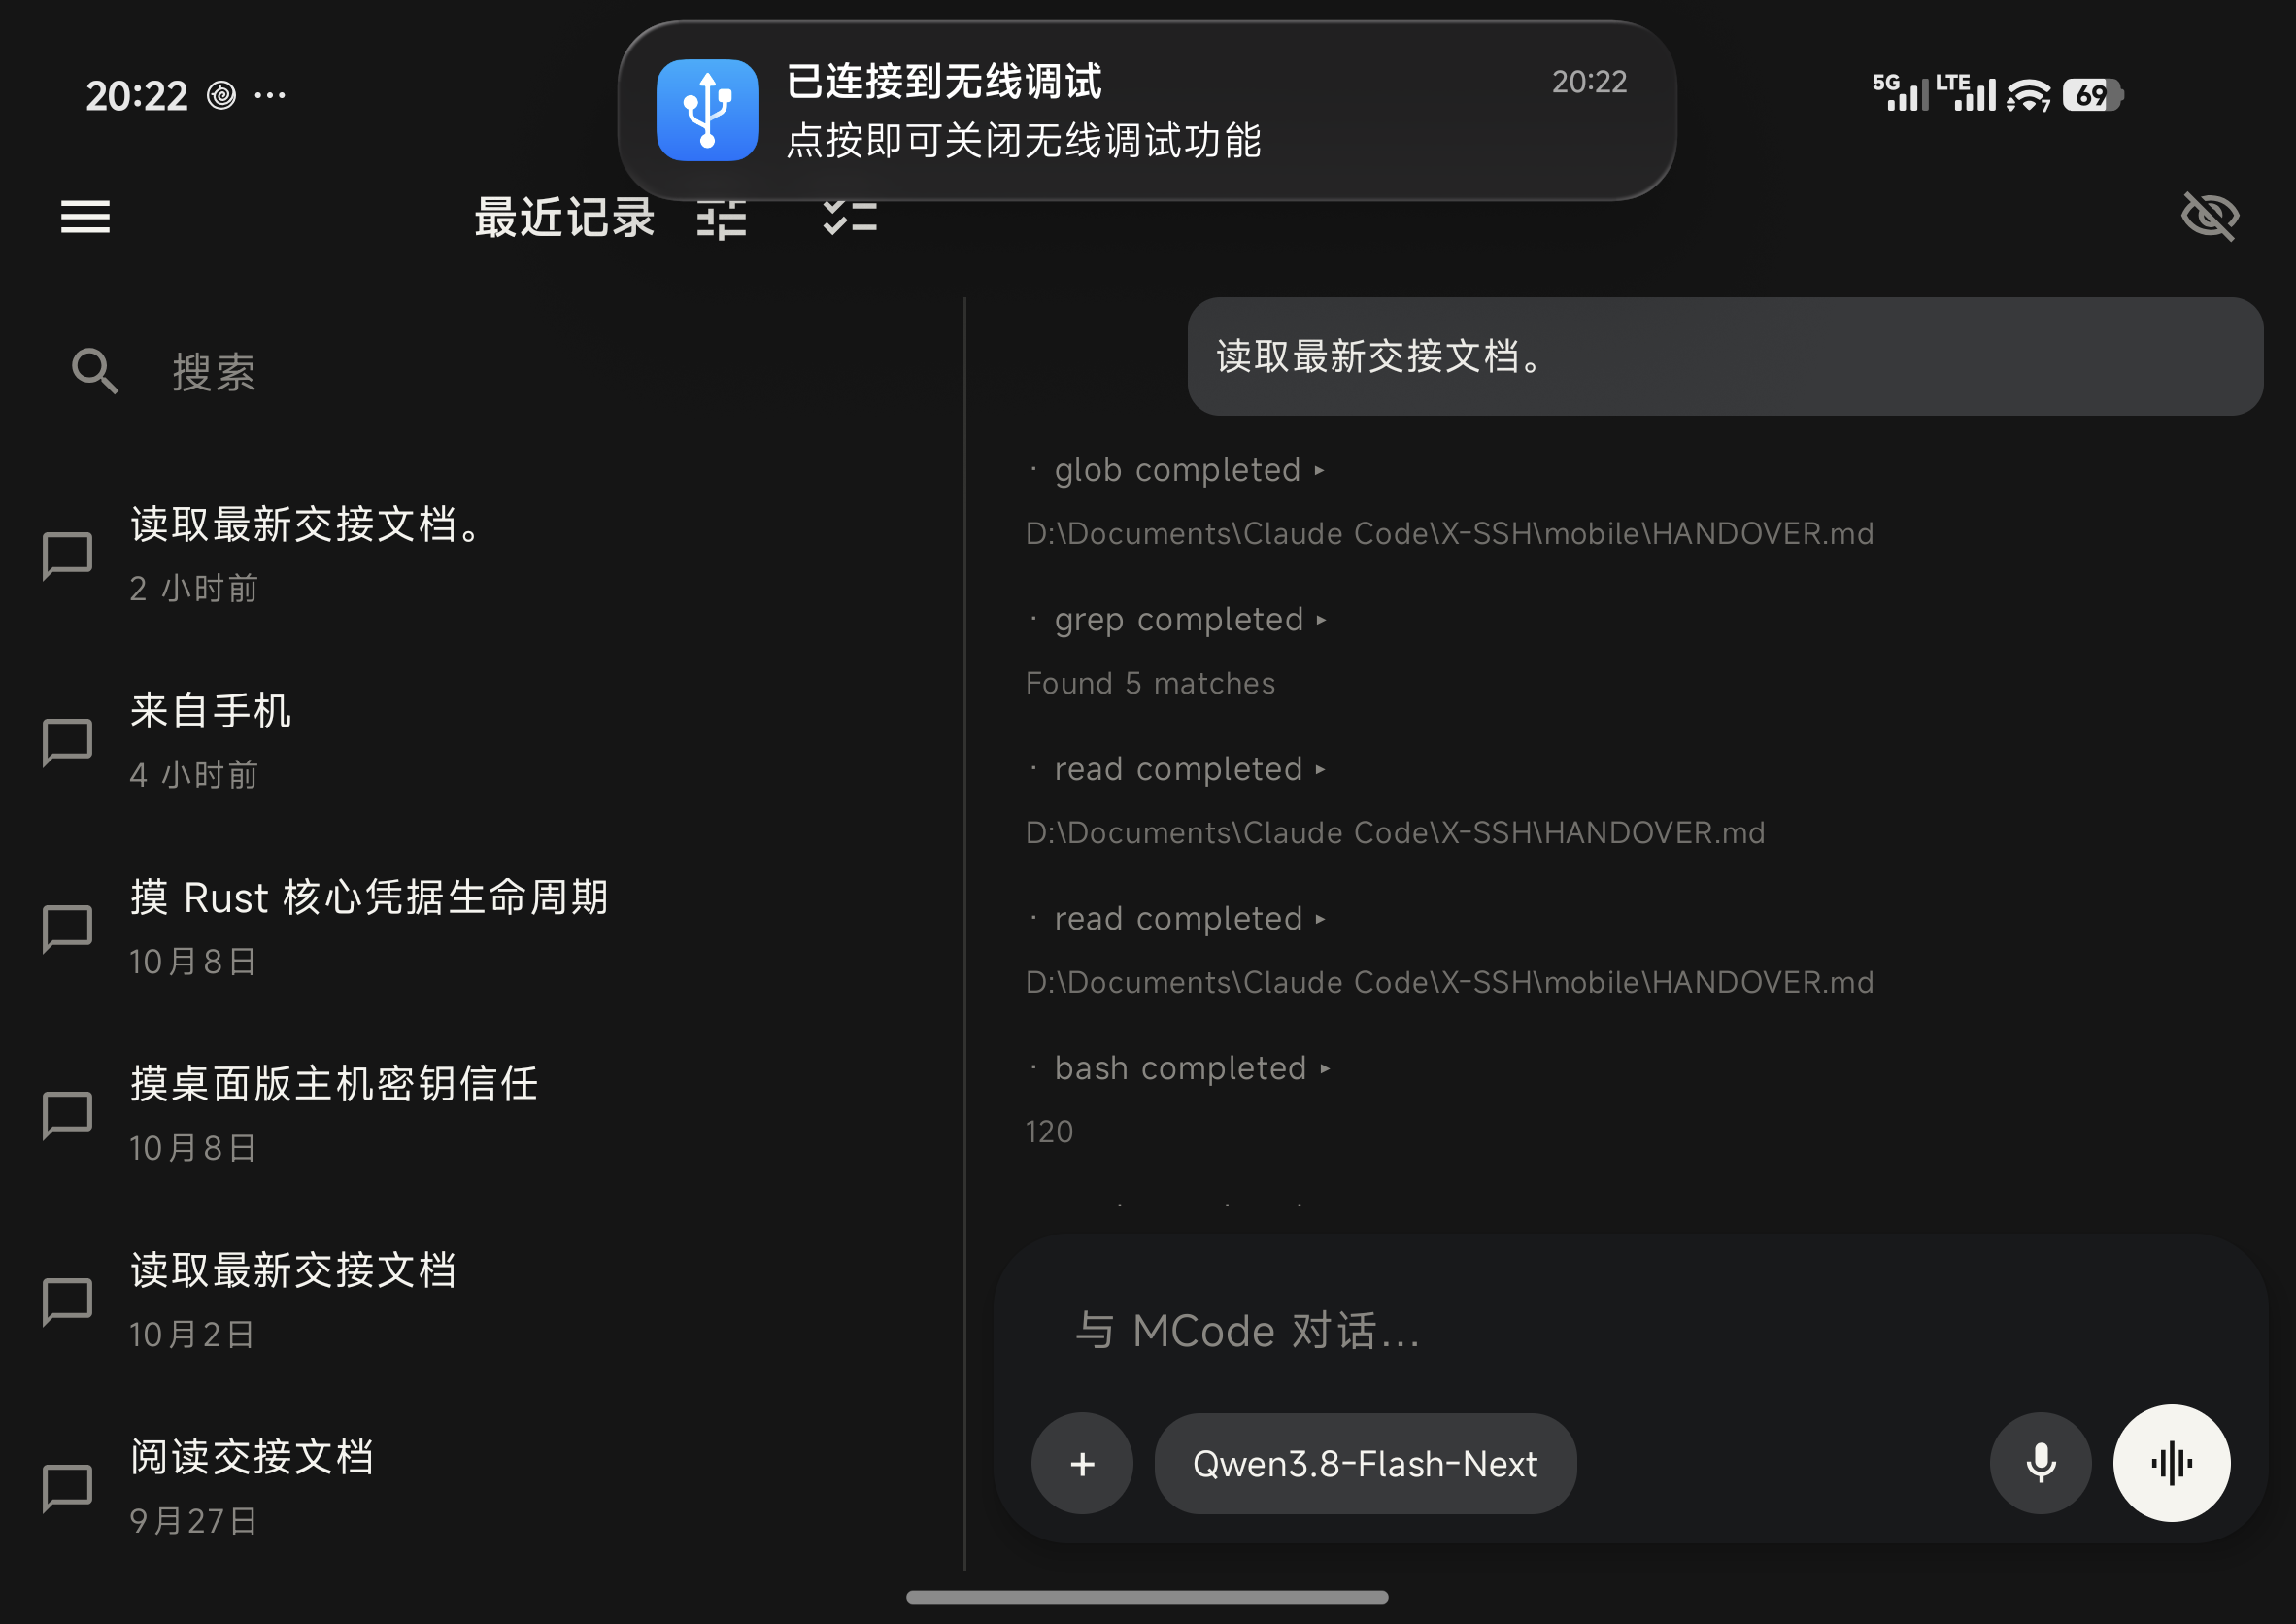 20:22
已连接到无线调试
20:22
点按即可关闭无线调试功能
5G LTE 7 69
最近记录
搜索
读取最新交接文档。
2 小时前
来自手机
4 小时前
摸 Rust 核心凭据生命周期
10月8日
摸桌面版主机密钥信任
10月8日
读取最新交接文档
10月2日
阅读交接文档
9月27日
读取最新交接文档。
· glob completed ▸
D:\Documents\Claude Code\X-SSH\mobile\HANDOVER.md
· grep completed ▸
Found 5 matches
· read completed ▸
D:\Documents\Claude Code\X-SSH\HANDOVER.md
· read completed ▸
D:\Documents\Claude Code\X-SSH\mobile\HANDOVER.md
· bash completed ▸
120
与 MCode 对话...
Qwen3.8-Flash-Next